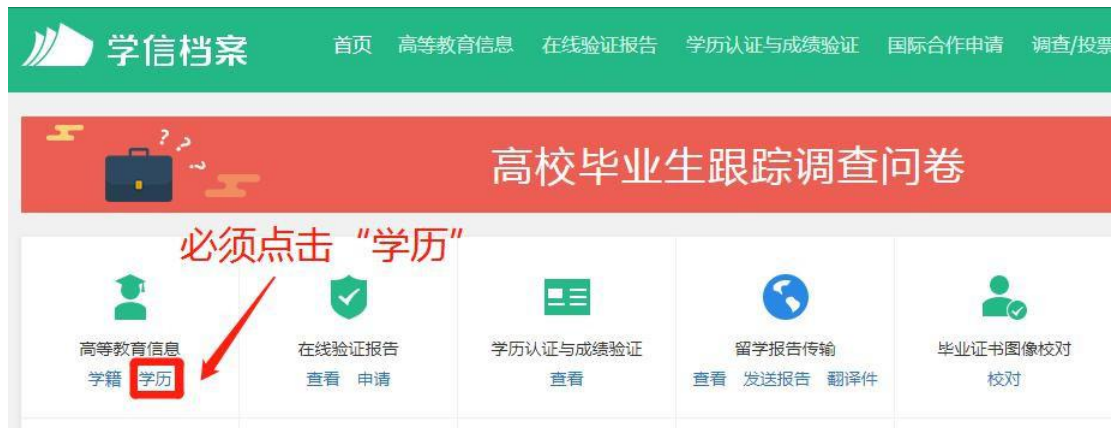 学信档案 首页 高等教育信息 在线验证报告 学历认证与成绩验证 国际合作申请 调查/投票
? ? ?
高校毕业生跟踪调查问卷
必须点击“学历”
高等教育信息 在线验证报告 学历认证与成绩验证 留学报告传输 毕业证书图像校对
学籍 学历 查看 申请 查看 查看 发送报告 翻译件 校对